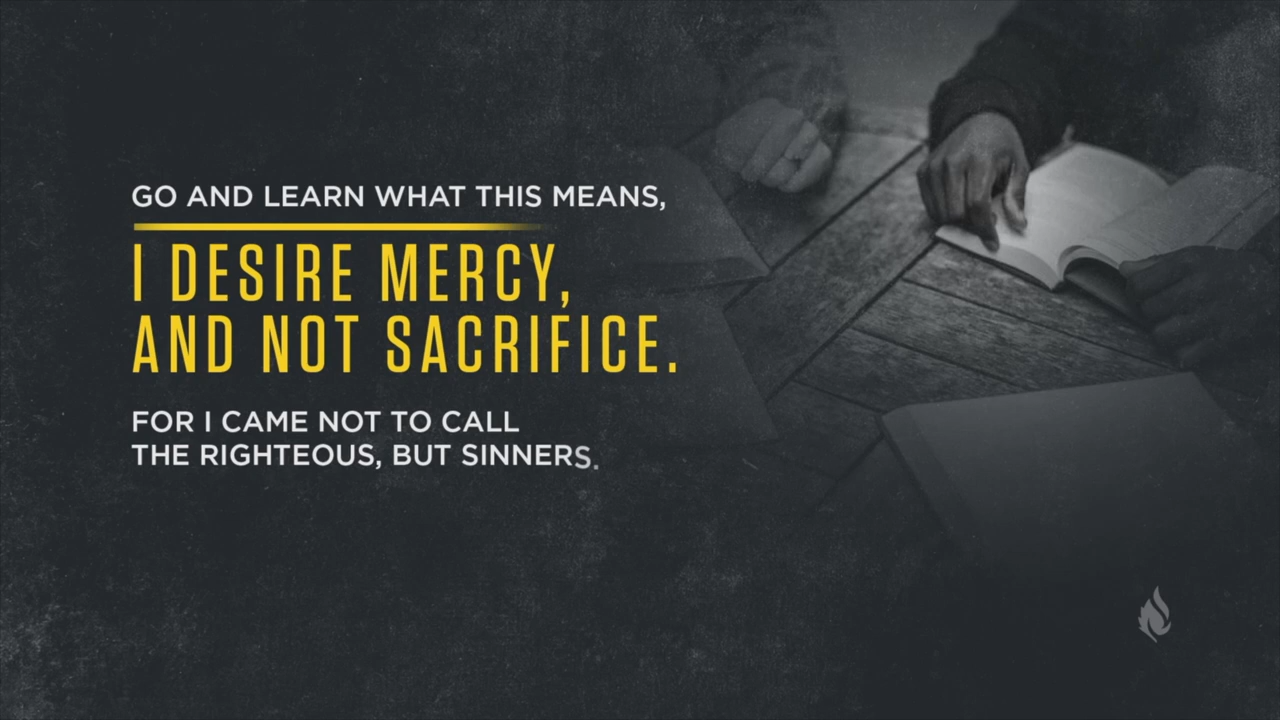 GO AND LEARN WHAT THIS MEANS,
I DESIRE MERCY,
AND NOT SACRIFICE.
FOR I CAME NOT TO CALL
THE RIGHTEOUS, BUT SINNERS.